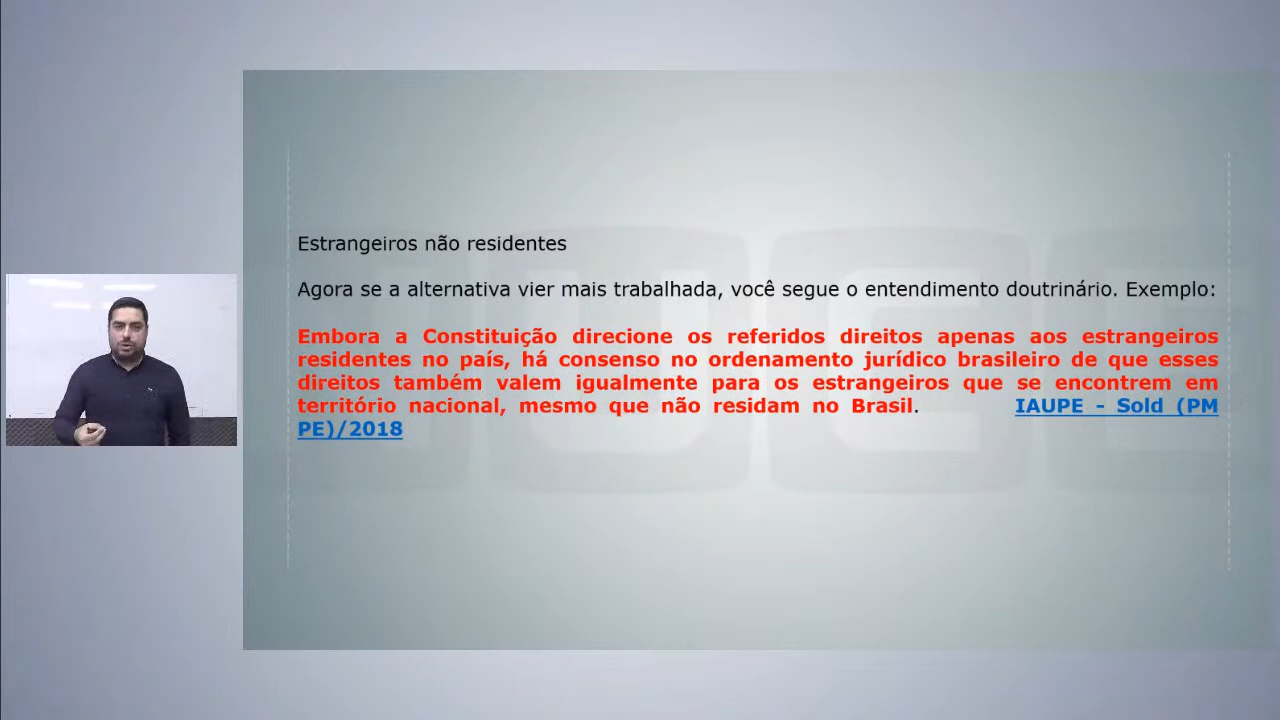 Estrangeiros não residentes
Agora se a alternativa vier mais trabalhada, você segue o entendimento doutrinário. Exemplo:
Embora a Constituição direcione os referidos direitos apenas aos estrangeiros
residentes no país, há consenso no ordenamento jurídico brasileiro de que esses
direitos também valem igualmente para os estrangeiros que se encontrem em
território nacional, mesmo que não residam no Brasil. IAUPE - Sold (PM
PE)/2018